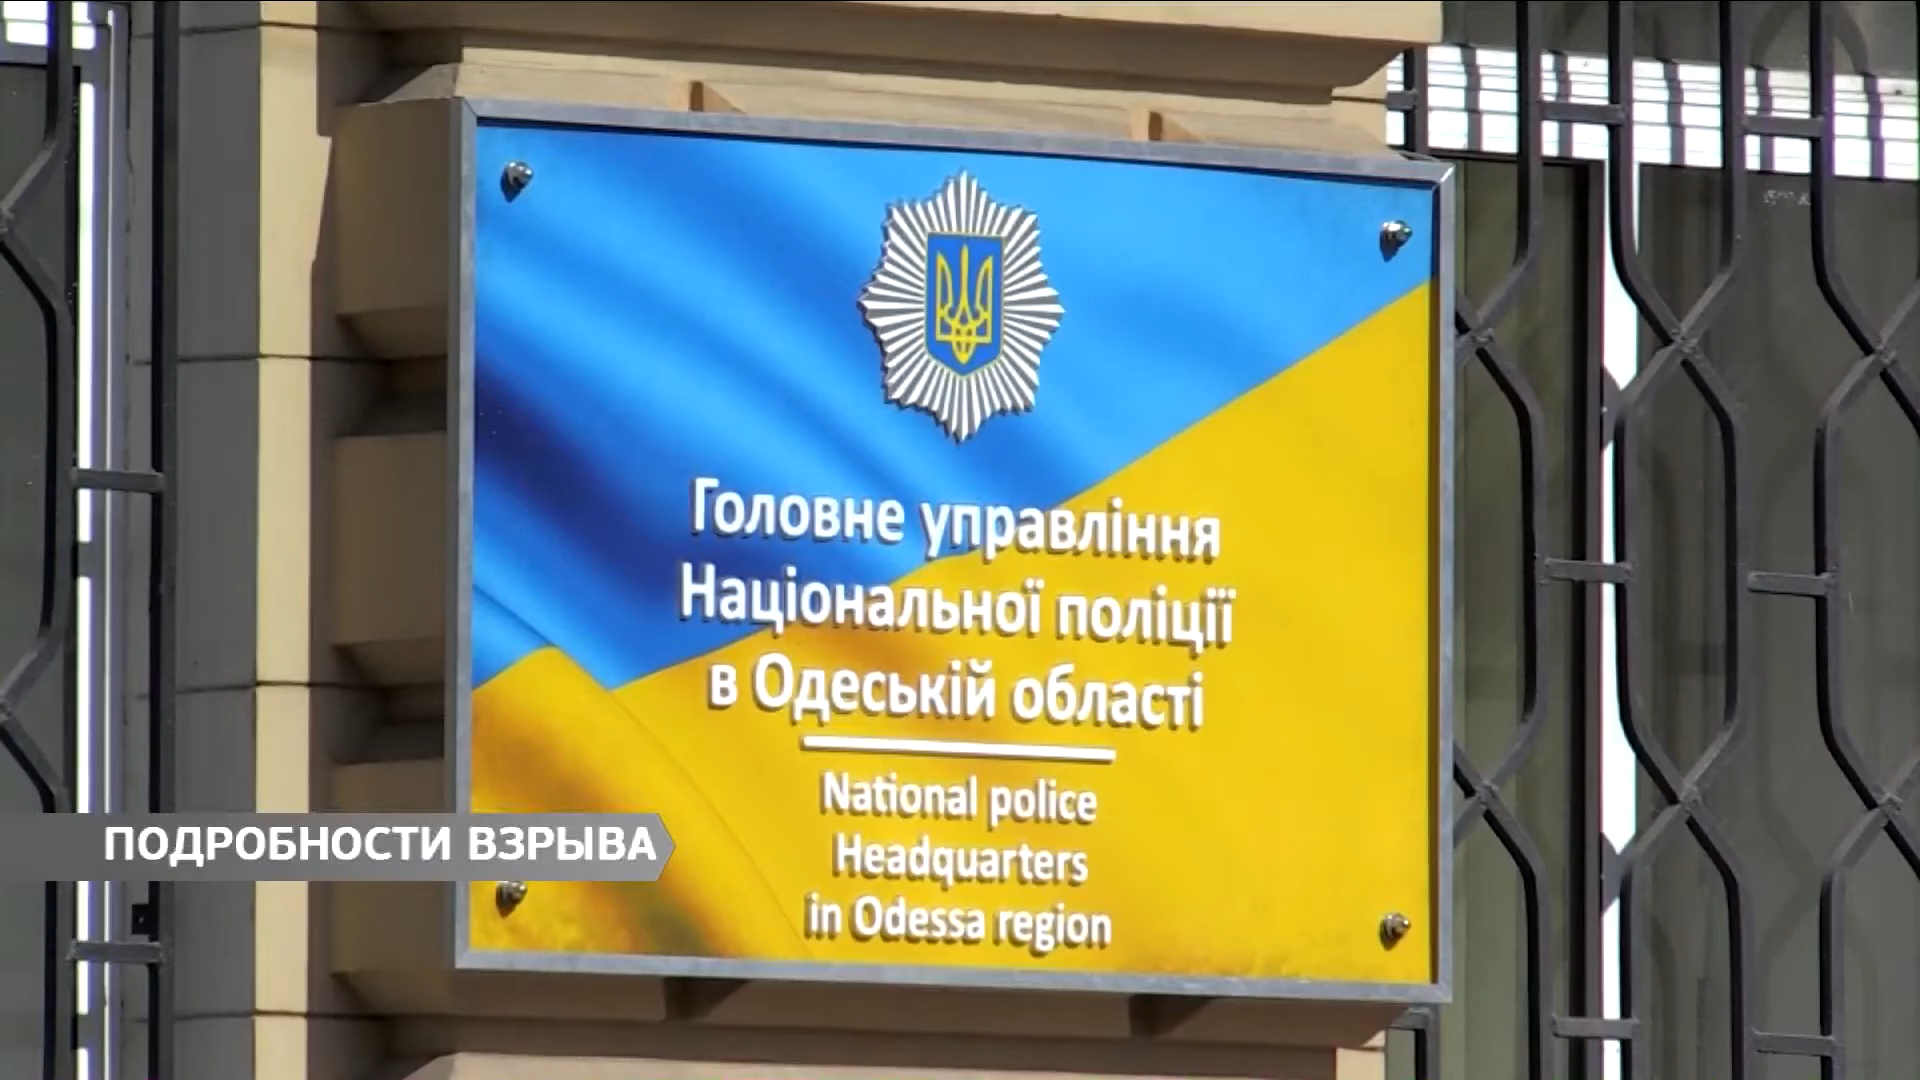 Головне управління
Національної поліції
в Одеській області
National police
Headquarters
in Odessa region
ПОДРОБНОСТИ ВЗРЫВА